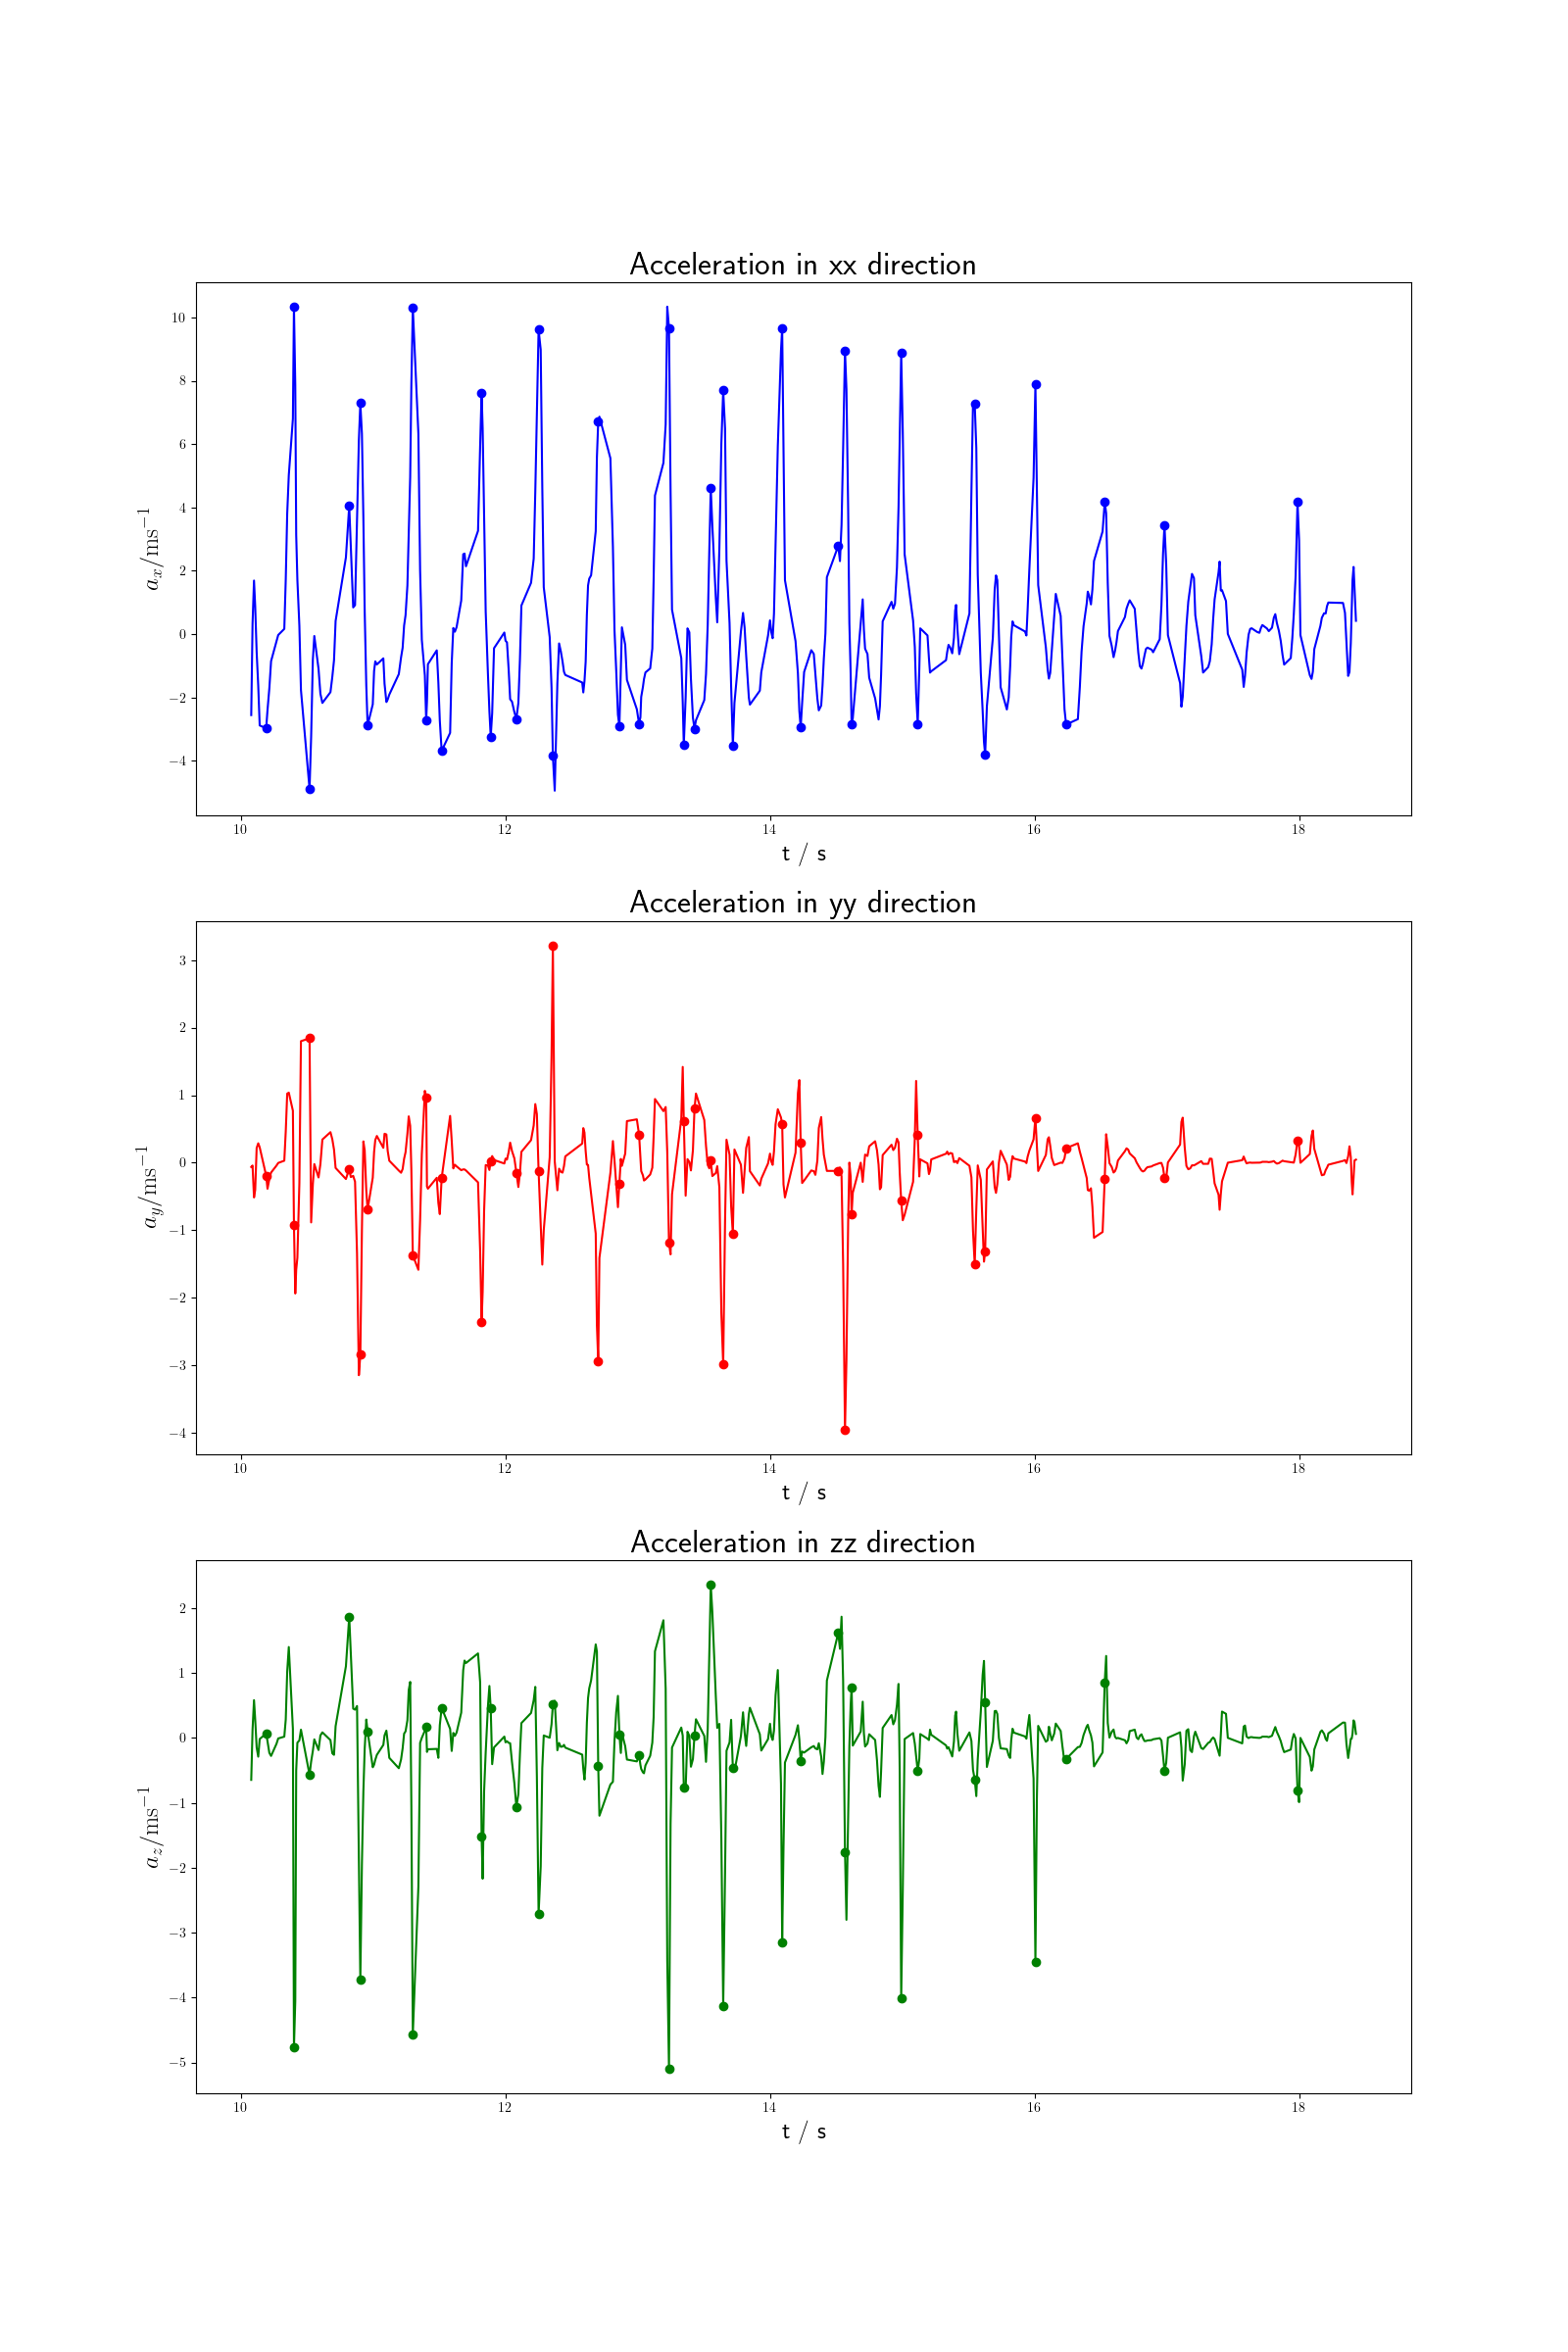 Acceleration in xx direction
10
8
6
4
2
0
−2
−4
a_x/ms^{−1}
10 12 14 16 18
t / s
Acceleration in yy direction
3
2
1
0
−1
−2
−3
−4
a_y/ms^{−1}
10 12 14 16 18
t / s
Acceleration in zz direction
2
1
0
−1
−2
−3
−4
−5
a_z/ms^{−1}
10 12 14 16 18
t / s